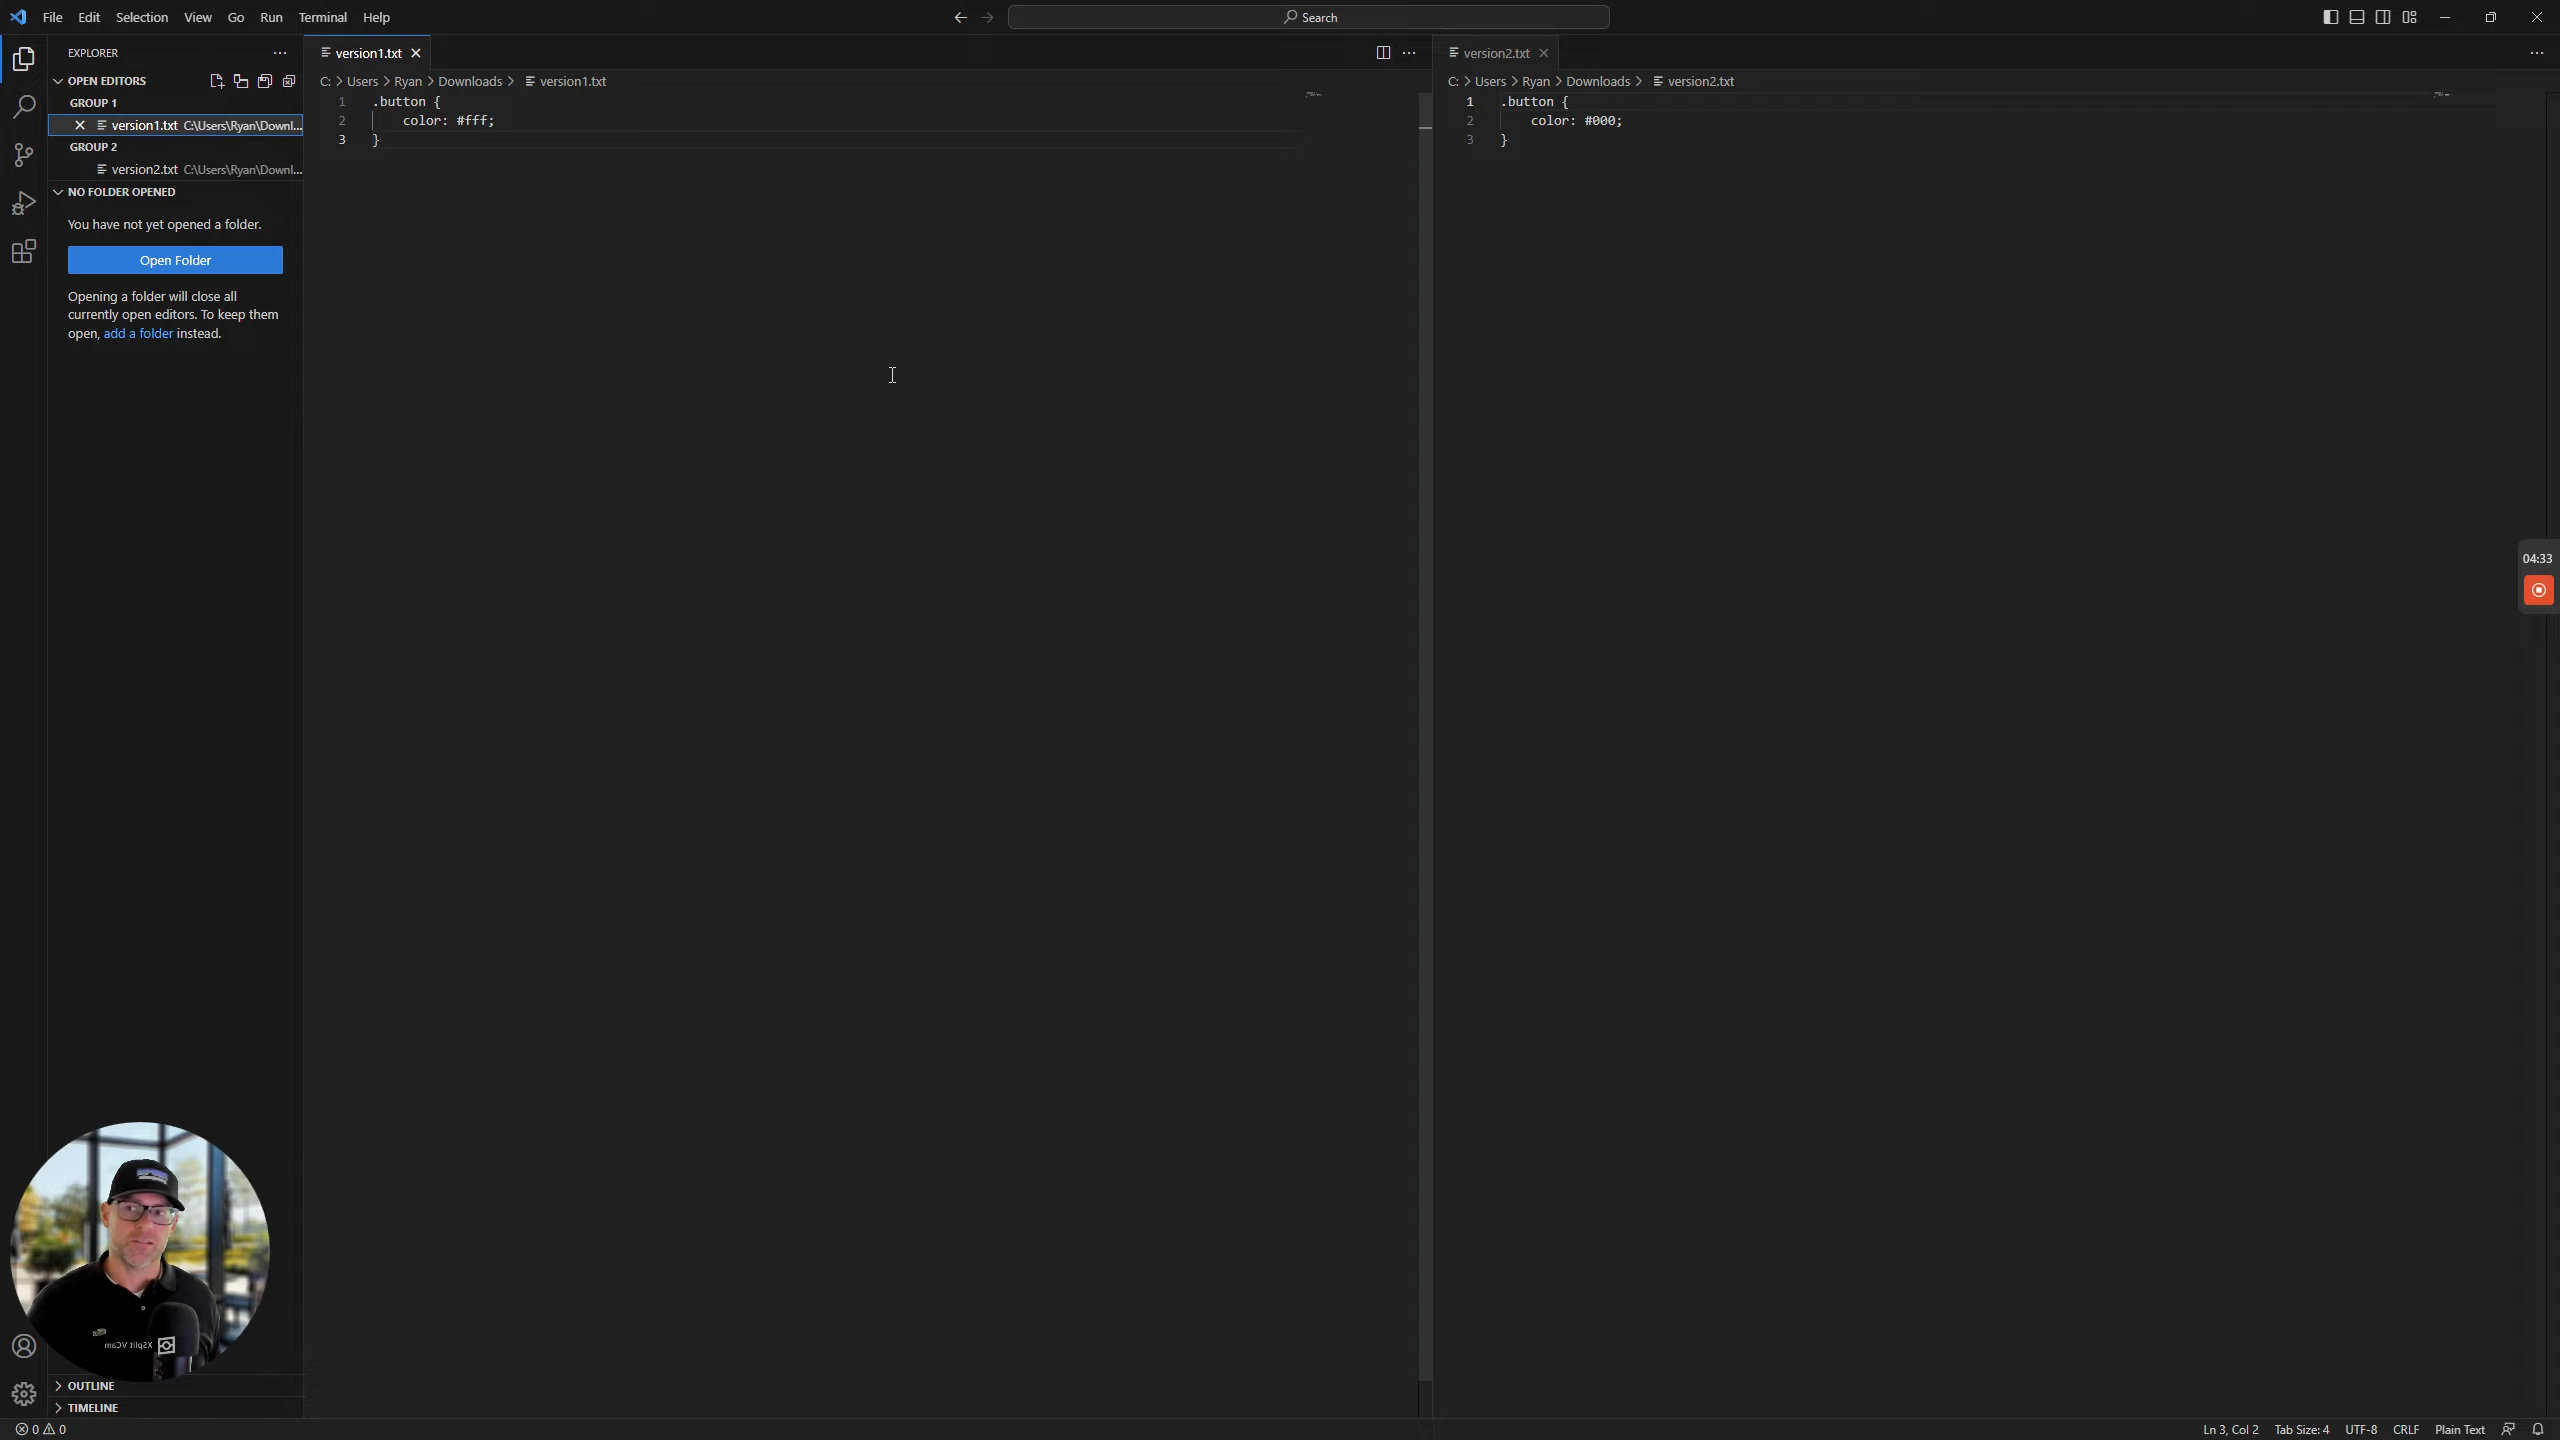 File Edit Selection View Go Run Terminal Help
Search
EXPLORER
OPEN EDITORS
GROUP 1
version1.txt C:\Users\Ryan\Downl...
GROUP 2
version2.txt C:\Users\Ryan\Downl...
NO FOLDER OPENED
You have not yet opened a folder.
Open Folder
Opening a folder will close all
currently open editors. To keep them
open, add a folder instead.
OUTLINE
TIMELINE
version1.txt
C: > Users > Ryan > Downloads > version1.txt
1 .button {
2 color: #fff;
3 }
version2.txt
C: > Users > Ryan > Downloads > version2.txt
1 .button {
2 color: #000;
3 }
04:33
XSplit VCam
0 0
Ln 3, Col 2 Tab Size: 4 UTF-8 CRLF Plain Text